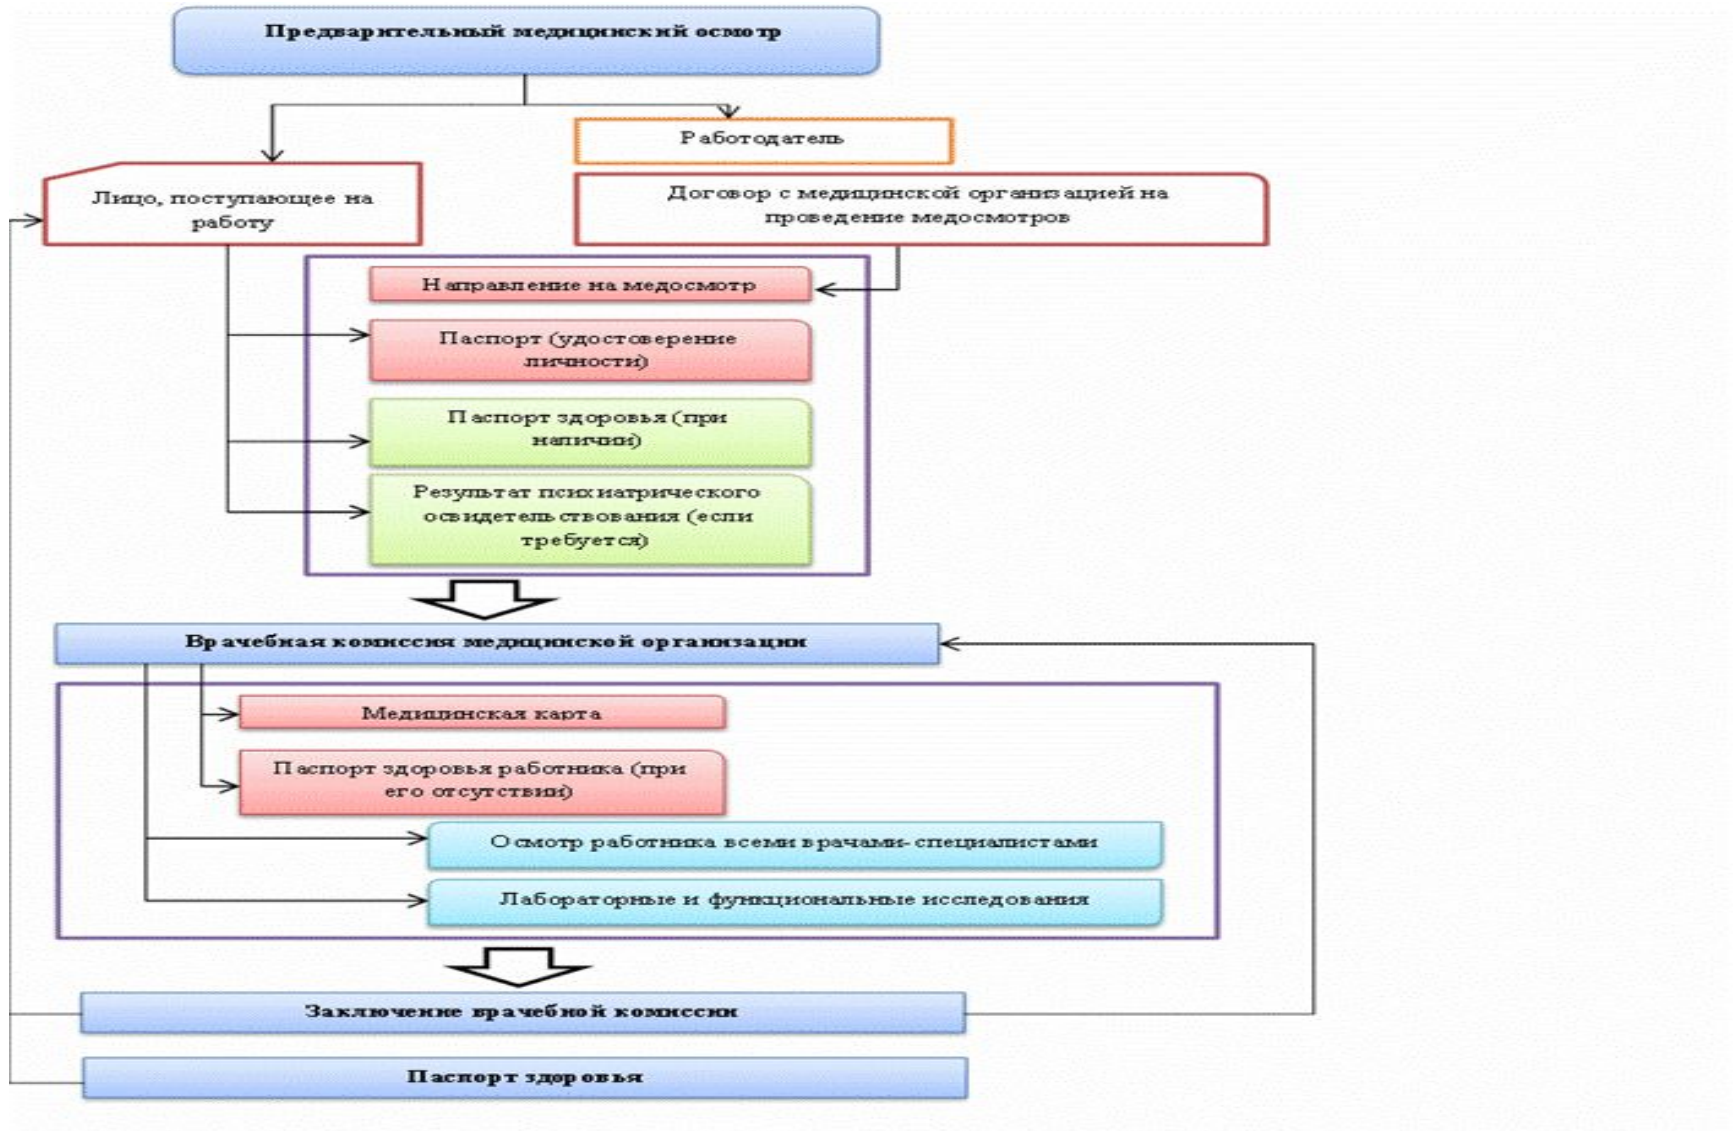 Предварительный медицинский осмотр
Работодатель
Лицо, поступающее на
работу
Договор с медицинской организацией на
проведение медосмотров
Направление на медосмотр
Паспорт (удостоверение
личности)
Паспорт здоровья (при
наличии)
Результат психиатрического
освидетельствования (если
требуется)
Врачебная комиссия медицинской организации
Медицинская карта
Паспорт здоровья работника (при
его отсутствии)
Осмотр работника всеми врачами-специалистами
Лабораторные и функциональные исследования
Заключение врачебной комиссии
Паспорт здоровья